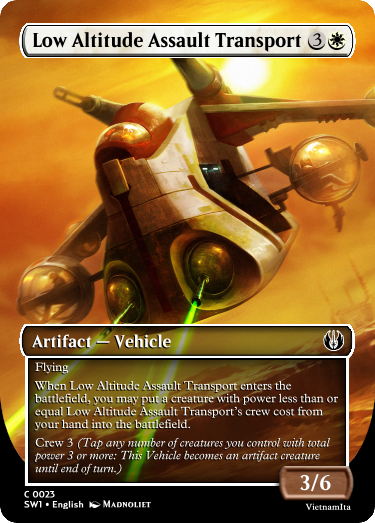 Low Altitude Assault Transport 3
Artifact — Vehicle
Flying
When Low Altitude Assault Transport enters the
battlefield, you may put a creature with power less than or
equal Low Altitude Assault Transport's crew cost from
your hand into the battlefield.
Crew 3 (Tap any number of creatures you control with total
power 3 or more: This Vehicle becomes an artifact creature
until end of turn.)
3/6
C 0023
SW1 • English MADNOLIET
VietnamIta